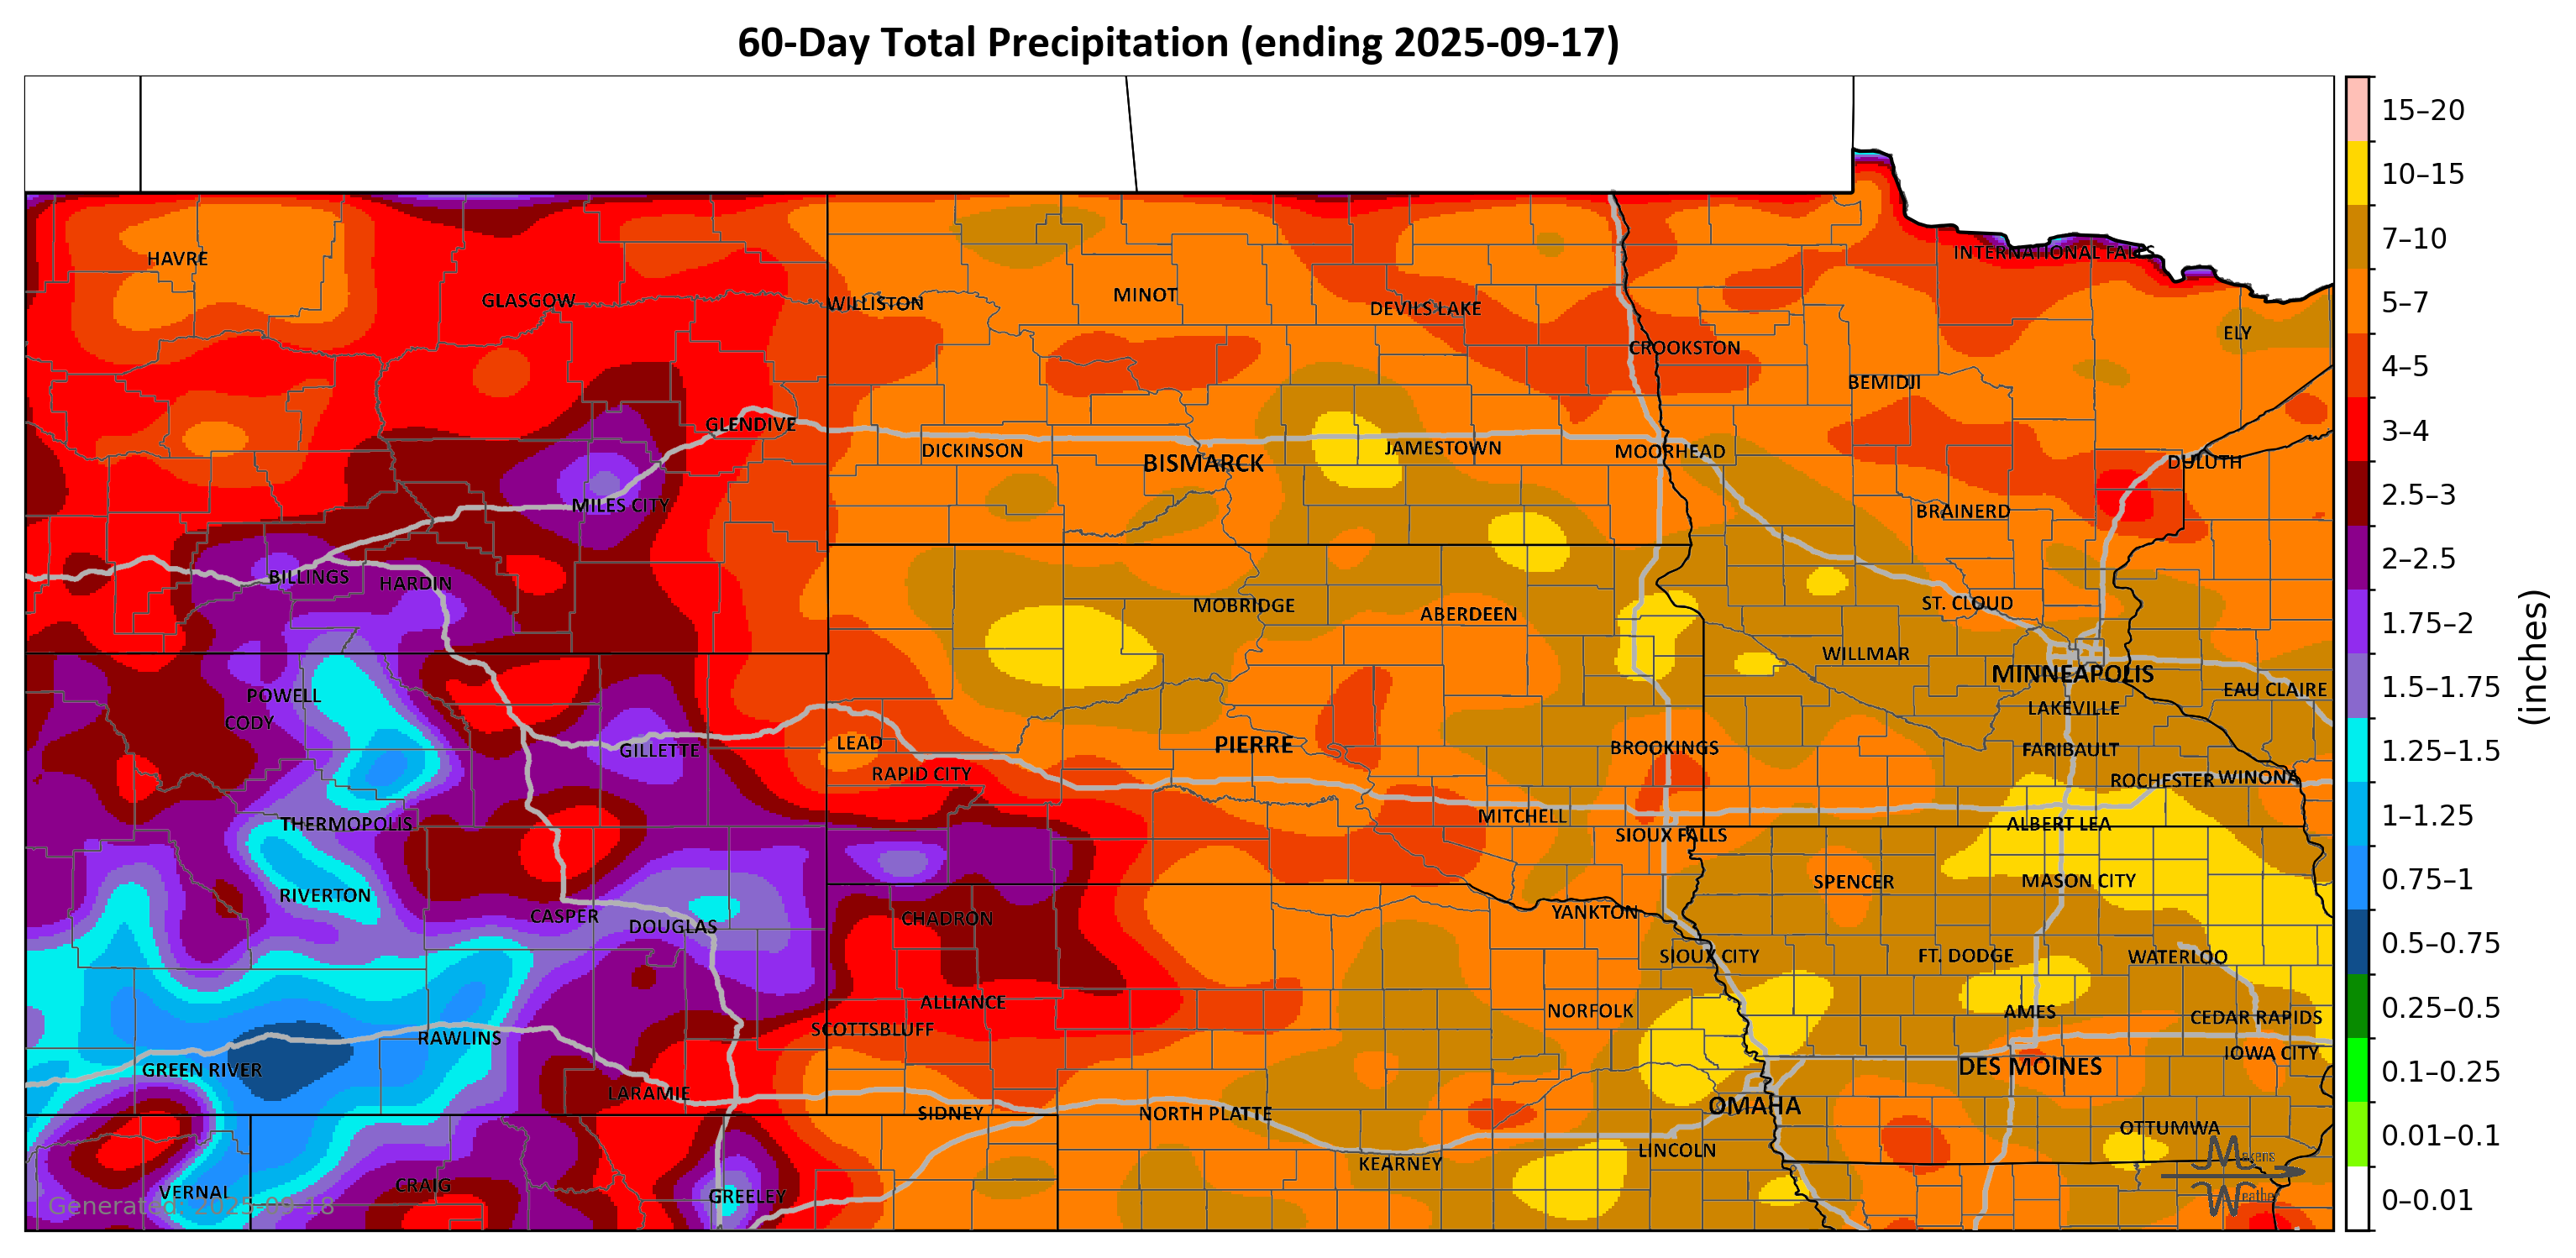 60-Day Total Precipitation (ending 2025-09-17)
15–20
10–15
7–10
5–7
4–5
3–4
2.5–3
2–2.5
1.75–2
1.5–1.75
1.25–1.5
1–1.25
0.75–1
0.5–0.75
0.25–0.5
0.1–0.25
0.01–0.1
0–0.01
(inches)
INTERNATIONAL FALLS
HAVRE
GLASGOW
WILLISTON
MINOT
DEVILS LAKE
ELY
CROOKSTON
BEMIDJI
GLENDIVE
DICKINSON
BISMARCK
JAMESTOWN
MOORHEAD
DULUTH
MILES CITY
BRAINERD
BILLINGS
HARDIN
MOBRIDGE
ABERDEEN
ST. CLOUD
WILLMAR
MINNEAPOLIS
POWELL
EAU CLAIRE
CODY
LAKEVILLE
GILLETTE
LEAD
PIERRE
BROOKINGS
FARIBAULT
RAPID CITY
ROCHESTER
WINONA
THERMOPOLIS
MITCHELL
SIOUX FALLS
ALBERT LEA
RIVERTON
SPENCER
MASON CITY
CASPER
DOUGLAS
CHADRON
YANKTON
SIOUX CITY
FT. DODGE
WATERLOO
ALLIANCE
NORFOLK
AMES
CEDAR RAPIDS
SCOTTSBLUFF
RAWLINS
IOWA CITY
GREEN RIVER
DES MOINES
LARAMIE
SIDNEY
NORTH PLATTE
OMAHA
OTTUMWA
LINCOLN
KEARNEY
VERNAL
CRAIG
GREELEY
Makens
Weather
Generated: 2025-09-18